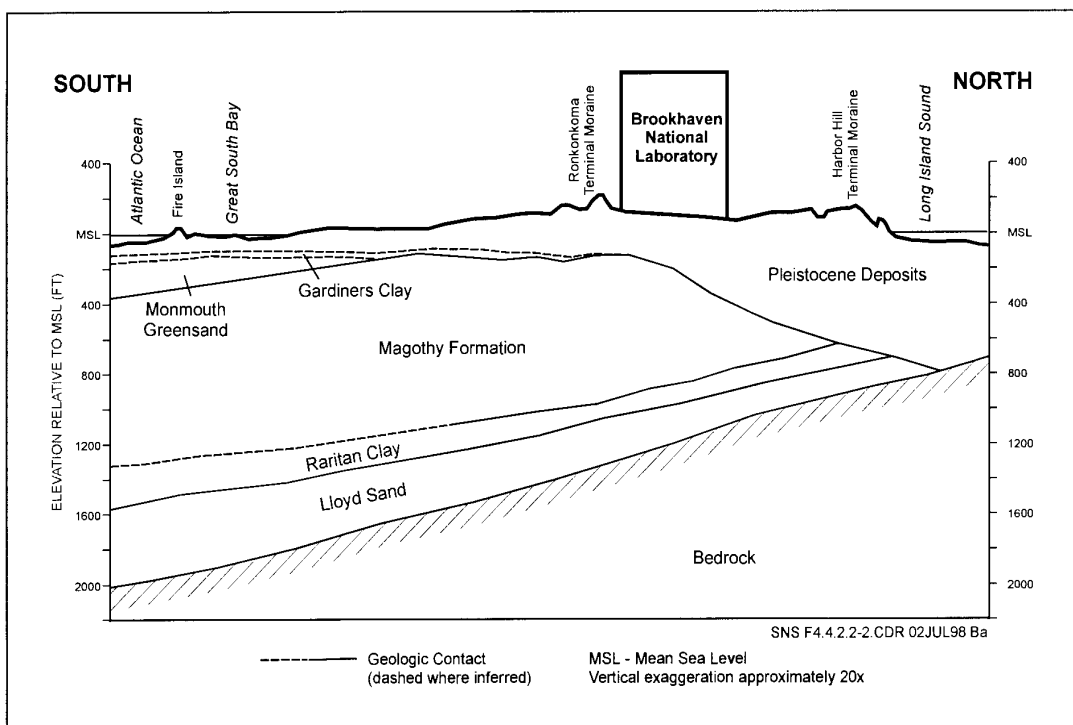 SOUTH
NORTH
Atlantic Ocean
Fire Island
Great South Bay
Ronkonkoma
Terminal Moraine
Brookhaven
National
Laboratory
Harbor Hill
Terminal Moraine
Long Island Sound
400
MSL
400
800
1200
1600
2000
ELEVATION RELATIVE TO MSL (FT)
400
MSL
400
800
1200
1600
2000
Pleistocene Deposits
Gardiners Clay
Monmouth
Greensand
Magothy Formation
Raritan Clay
Lloyd Sand
Bedrock
SNS F4.4.2.2-2.CDR 02JUL98 Ba
Geologic Contact
(dashed where inferred)
MSL - Mean Sea Level
Vertical exaggeration approximately 20x